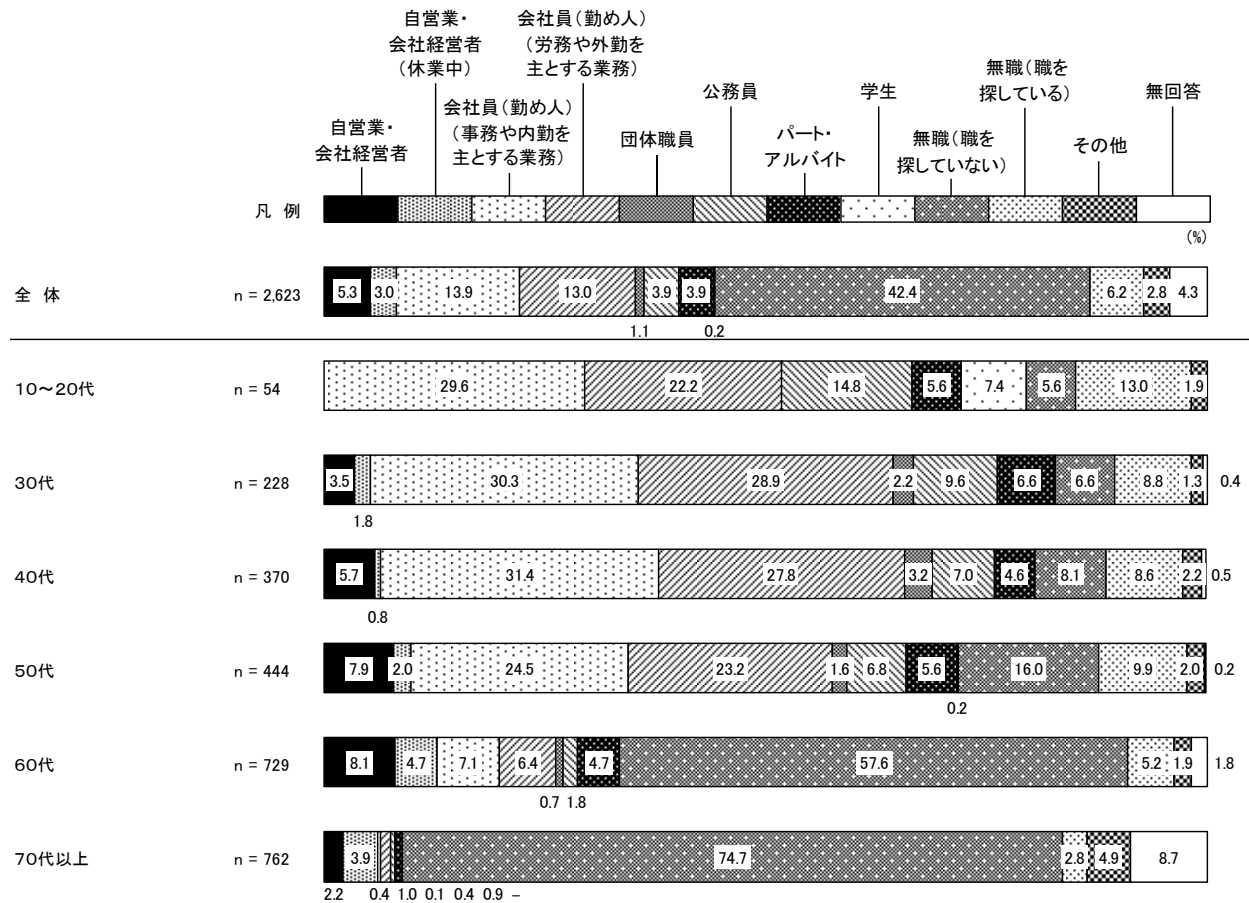 自営業・
会社経営者
自営業・
会社経営者
（休業中）
会社員（勤め人）
（事務や内勤を
主とする業務）
会社員（勤め人）
（労務や外勤を
主とする業務）
団体職員
公務員
パート・
アルバイト
学生
無職（職を
探していない）
無職（職を
探している）
その他
無回答
凡 例
(%)
全 体 n = 2,623 5.3 3.0 13.9 13.0 3.9 3.9 42.4 6.2 2.8 4.3
1.1 0.2
10～20代 n = 54 29.6 22.2 14.8 5.6 7.4 5.6 13.0 1.9
30代 n = 228 3.5 30.3 28.9 2.2 9.6 6.6 6.6 8.8 1.3 0.4
1.8
40代 n = 370 5.7 31.4 27.8 3.2 7.0 4.6 8.1 8.6 2.2 0.5
0.8
50代 n = 444 7.9 2.0 24.5 23.2 1.6 6.8 5.6 16.0 9.9 2.0 0.2
0.2
60代 n = 729 8.1 4.7 7.1 6.4 4.7 57.6 5.2 1.9 1.8
0.7 1.8
70代以上 n = 762 3.9 74.7 2.8 4.9 8.7
2.2 0.4 1.0 0.1 0.4 0.9 –